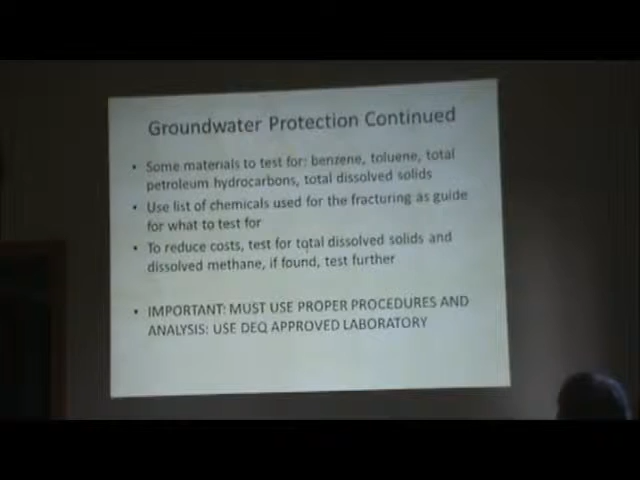 Groundwater Protection Continued
• Some materials to test for: benzene, toluene, total
petroleum hydrocarbons, total dissolved solids
• Use list of chemicals used for the fracturing as guide
for what to test for
• To reduce costs, test for total dissolved solids and
dissolved methane, if found, test further
• IMPORTANT: MUST USE PROPER PROCEDURES AND
ANALYSIS: USE DEQ APPROVED LABORATORY